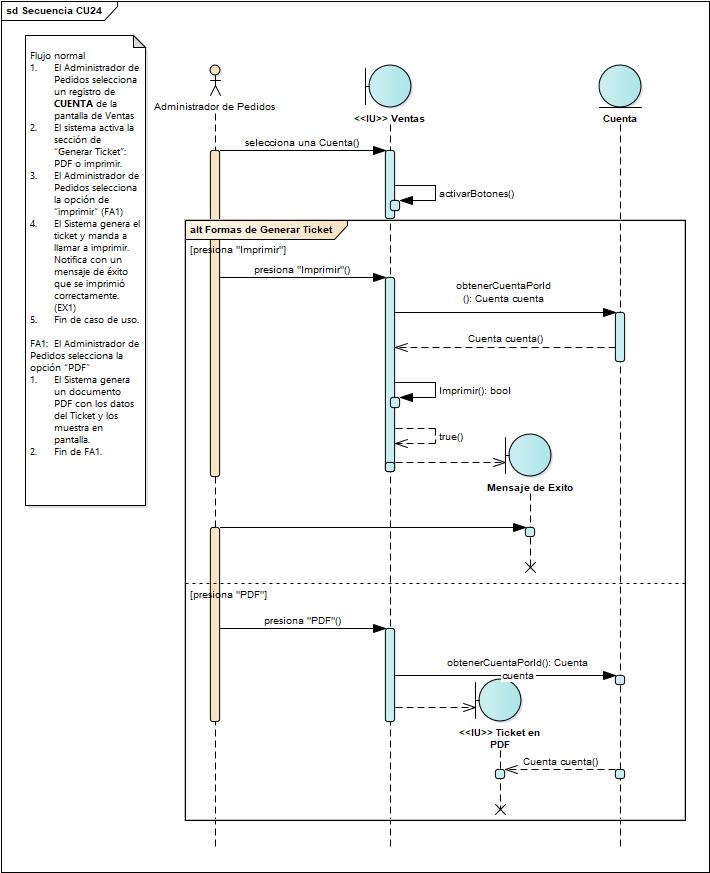 sd Secuencia CU24
Flujo normal
1. El Administrador de
Pedidos selecciona
un registro de
CUENTA de la
pantalla de Ventas
2. El sistema activa la
sección de
"Generar Ticket":
PDF o imprimir.
3. El Administrador de
Pedidos selecciona
la opción de
"imprimir" (FA1)
4. El Sistema genera el
ticket y manda a
llamar a imprimir.
Notifica con un
mensaje de éxito
que se imprimió
correctamente.
(EX1)
5. Fin de caso de uso.
FA1: El Administrador de
Pedidos selecciona la
opción "PDF"
1. El Sistema genera
un documento
PDF con los datos
del Ticket y los
muestra en
pantalla.
2. Fin de FA1.
Administrador de Pedidos
<<IU>> Ventas
Cuenta
selecciona una Cuenta()
activarBotones()
alt Formas de Generar Ticket
[presiona "Imprimir"]
presiona "Imprimir"()
obtenerCuentaPorId
(): Cuenta cuenta
Cuenta cuenta()
Imprimir(): bool
true()
Mensaje de Exito
[presiona "PDF"]
presiona "PDF"()
obtenerCuentaPorId(): Cuenta
cuenta
<<IU>> Ticket en
PDF
Cuenta cuenta()